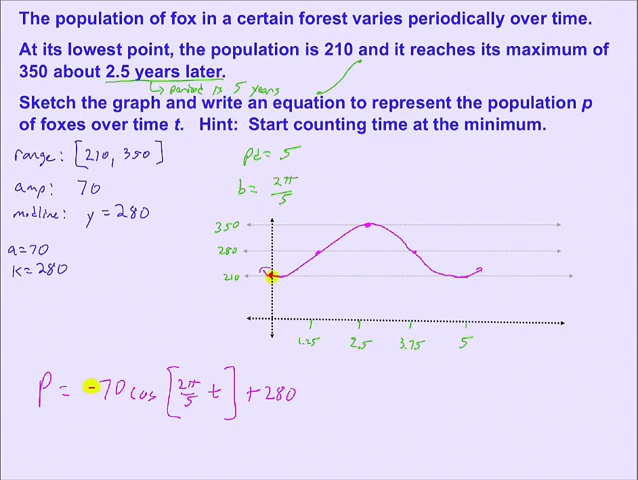 The population of fox in a certain forest varies periodically over time.
At its lowest point, the population is 210 and it reaches its maximum of
350 about 2.5 years later.
period is 5 years
Sketch the graph and write an equation to represent the population p
of foxes over time t. Hint: Start counting time at the minimum.
range: [210, 350]
amp: 70
midline: y = 280
a = 70
K = 280
pd = 5
b = 2π/5
350
280
210
1.25 2.5 3.75 5
P = -70 cos [2π/5 t] + 280